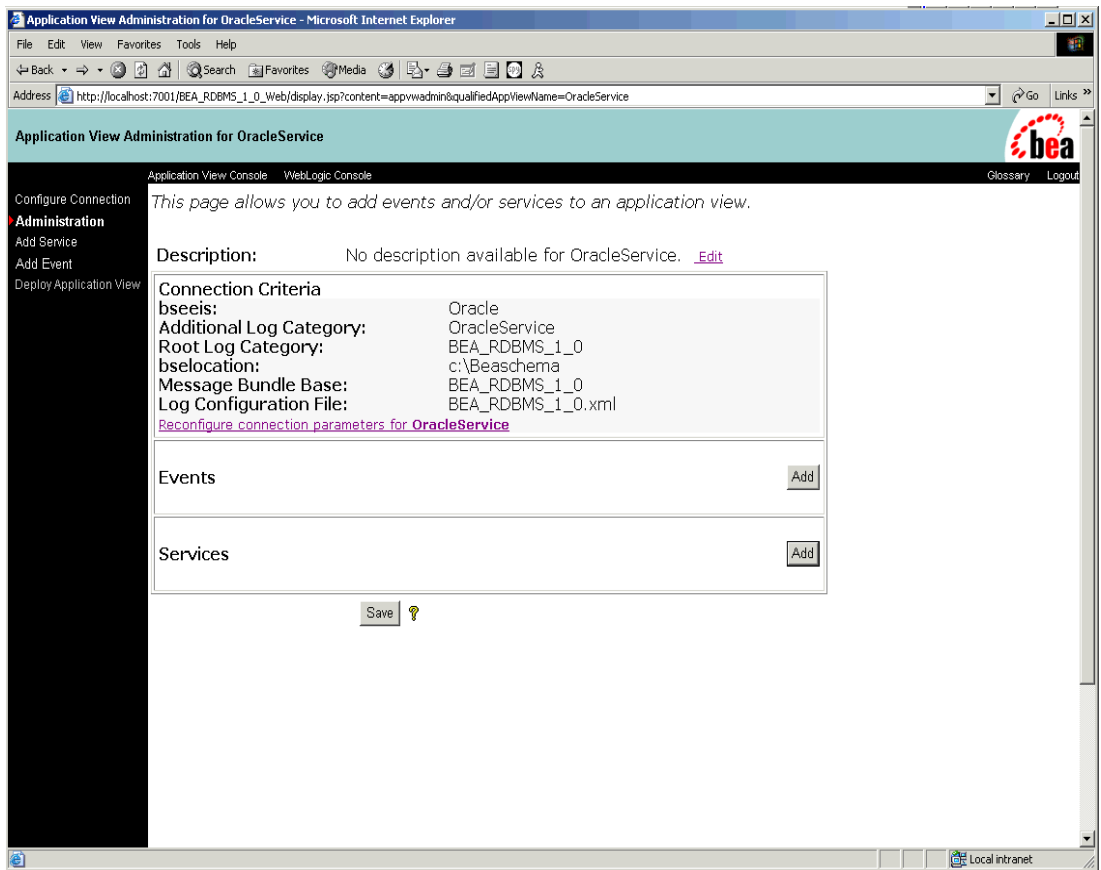 Application View Administration for OracleService - Microsoft Internet Explorer
File Edit View Favorites Tools Help
Back Search Favorites Media
Address http://localhost:7001/BEA_RDBMS_1_0_Web/display.jsp?content=appvwadmin&qualifiedAppViewName=OracleService Go Links »
Application View Administration for OracleService
bea
Application View Console WebLogic Console Glossary Logout
Configure Connection
Administration
Add Service
Add Event
Deploy Application View
This page allows you to add events and/or services to an application view.
Description: No description available for OracleService. Edit
Connection Criteria
bseeis: Oracle
Additional Log Category: OracleService
Root Log Category: BEA_RDBMS_1_0
bselocation: c:\Beaschema
Message Bundle Base: BEA_RDBMS_1_0
Log Configuration File: BEA_RDBMS_1_0.xml
Reconfigure connection parameters for OracleService
Events Add
Services Add
Save ?
Local intranet